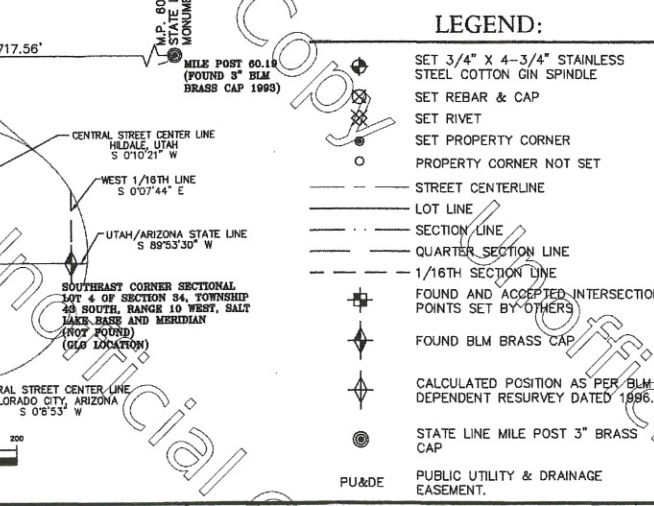 717.56'
M.P. 60
STATE
MONUME
MILE POST 60.19
(FOUND 3" BLM
BRASS CAP 1993)
CENTRAL STREET CENTER LINE
HILDALE, UTAH
S 0°10'21" W
WEST 1/16TH LINE
S 0°07'44" E
UTAH/ARIZONA STATE LINE
S 89°53'30" W
SOUTHEAST CORNER SECTIONAL
LOT 4 OF SECTION 34, TOWNSHIP
43 SOUTH, RANGE 10 WEST, SALT
LAKE BASE AND MERIDIAN
(NOT FOUND)
(GLO LOCATION)
RAL STREET CENTER LINE
LORADO CITY, ARIZONA
S 0°8'53" W
200
LEGEND:
SET 3/4" X 4-3/4" STAINLESS
STEEL COTTON GIN SPINDLE
SET REBAR & CAP
SET RIVET
SET PROPERTY CORNER
PROPERTY CORNER NOT SET
STREET CENTERLINE
LOT LINE
SECTION LINE
QUARTER SECTION LINE
1/16TH SECTION LINE
FOUND AND ACCEPTED INTERSECTION
POINTS SET BY OTHERS
FOUND BLM BRASS CAP
CALCULATED POSITION AS PER BLM
DEPENDENT RESURVEY DATED 1996.
STATE LINE MILE POST 3" BRASS
CAP
PU&DE PUBLIC UTILITY & DRAINAGE
EASEMENT.
Copy
Unofficial
Unoffic